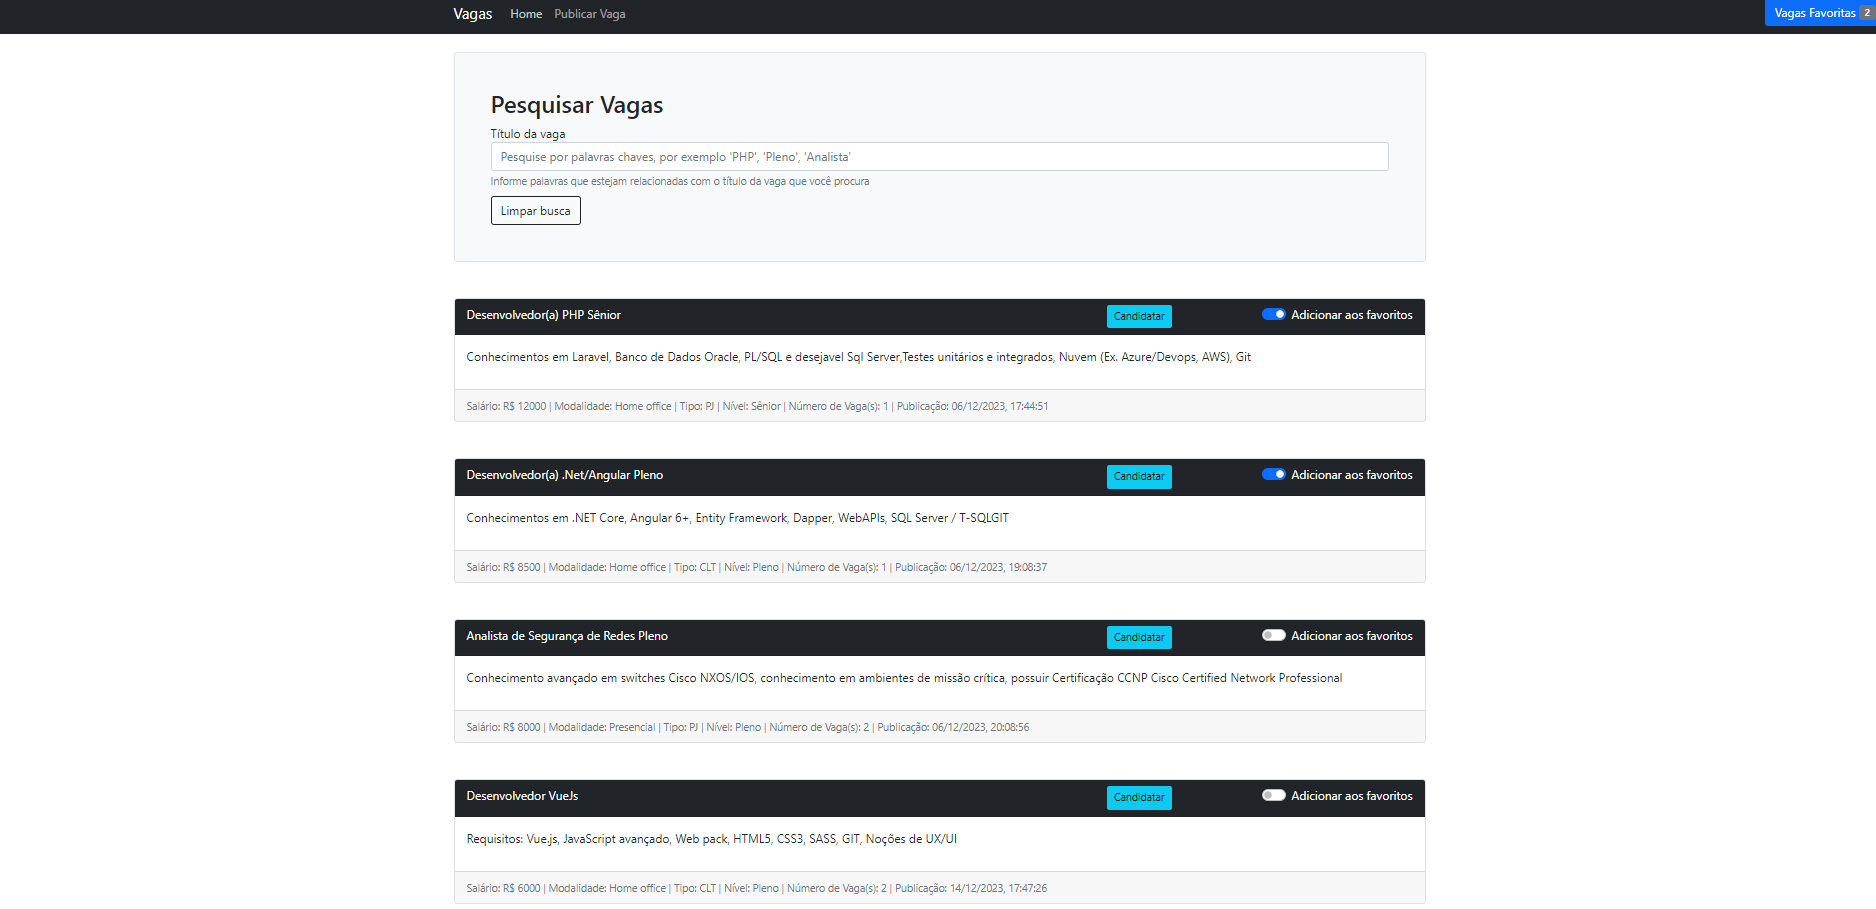 Vagas Home Publicar Vaga Vagas Favoritas 2
Pesquisar Vagas
Título da vaga
Pesquise por palavras chaves, por exemplo 'PHP', 'Pleno', 'Analista'
Informe palavras que estejam relacionadas com o título da vaga que você procura
Limpar busca
Desenvolvedor(a) PHP Sênior Candidatar Adicionar aos favoritos
Conhecimentos em Laravel, Banco de Dados Oracle, PL/SQL e desejavel Sql Server,Testes unitários e integrados, Nuvem (Ex. Azure/Devops, AWS), Git
Salário: R$ 12000 | Modalidade: Home office | Tipo: PJ | Nível: Sênior | Número de Vaga(s): 1 | Publicação: 06/12/2023, 17:44:51
Desenvolvedor(a) .Net/Angular Pleno Candidatar Adicionar aos favoritos
Conhecimentos em .NET Core, Angular 6+, Entity Framework, Dapper, WebAPIs, SQL Server / T-SQLGIT
Salário: R$ 8500 | Modalidade: Home office | Tipo: CLT | Nível: Pleno | Número de Vaga(s): 1 | Publicação: 06/12/2023, 19:08:37
Analista de Segurança de Redes Pleno Candidatar Adicionar aos favoritos
Conhecimento avançado em switches Cisco NXOS/IOS, conhecimento em ambientes de missão crítica, possuir Certificação CCNP Cisco Certified Network Professional
Salário: R$ 8000 | Modalidade: Presencial | Tipo: PJ | Nível: Pleno | Número de Vaga(s): 2 | Publicação: 06/12/2023, 20:08:56
Desenvolvedor VueJs Candidatar Adicionar aos favoritos
Requisitos: Vue.js, JavaScript avançado, Web pack, HTML5, CSS3, SASS, GIT, Noções de UX/UI
Salário: R$ 6000 | Modalidade: Home office | Tipo: CLT | Nível: Pleno | Número de Vaga(s): 2 | Publicação: 14/12/2023, 17:47:26